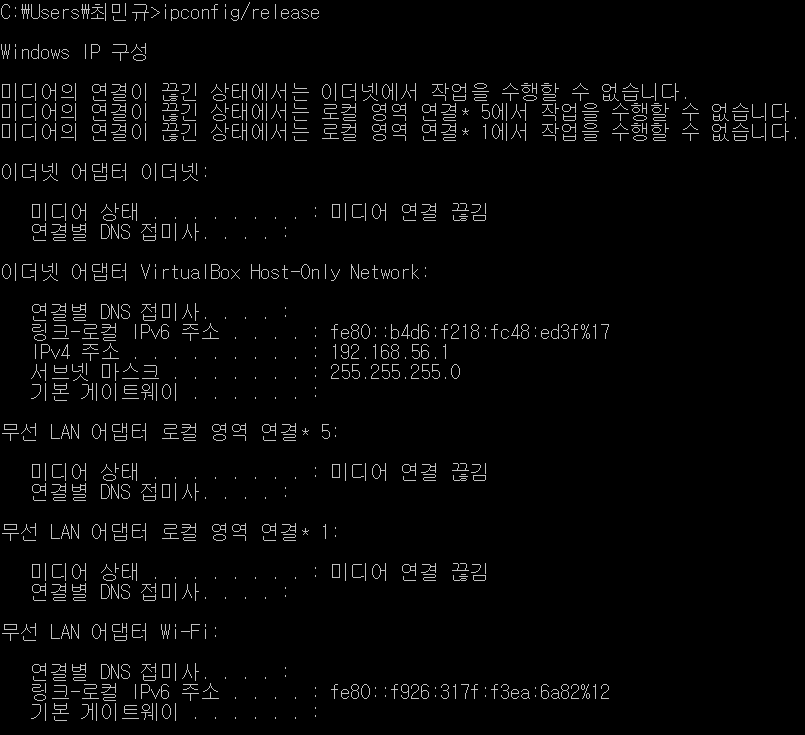 C:₩Users₩최민규>ipconfig/release
Windows IP 구성
미디어의 연결이 끊긴 상태에서는 이더넷에서 작업을 수행할 수 없습니다.
미디어의 연결이 끊긴 상태에서는 로컬 영역 연결* 5에서 작업을 수행할 수 없습니다.
미디어의 연결이 끊긴 상태에서는 로컬 영역 연결* 1에서 작업을 수행할 수 없습니다.
이더넷 어댑터 이더넷:
미디어 상태 . . . . . . . . : 미디어 연결 끊김
연결별 DNS 접미사. . . . :
이더넷 어댑터 VirtualBox Host-Only Network:
연결별 DNS 접미사. . . . :
링크-로컬 IPv6 주소 . . . . : fe80::b4d6:f218:fc48:ed3f%17
IPv4 주소 . . . . . . . . . : 192.168.56.1
서브넷 마스크 . . . . . . . : 255.255.255.0
기본 게이트웨이 . . . . . . :
무선 LAN 어댑터 로컬 영역 연결* 5:
미디어 상태 . . . . . . . . : 미디어 연결 끊김
연결별 DNS 접미사. . . . :
무선 LAN 어댑터 로컬 영역 연결* 1:
미디어 상태 . . . . . . . . : 미디어 연결 끊김
연결별 DNS 접미사. . . . :
무선 LAN 어댑터 Wi-Fi:
연결별 DNS 접미사. . . . :
링크-로컬 IPv6 주소 . . . . : fe80::f926:317f:f3ea:6a82%12
기본 게이트웨이 . . . . . . :